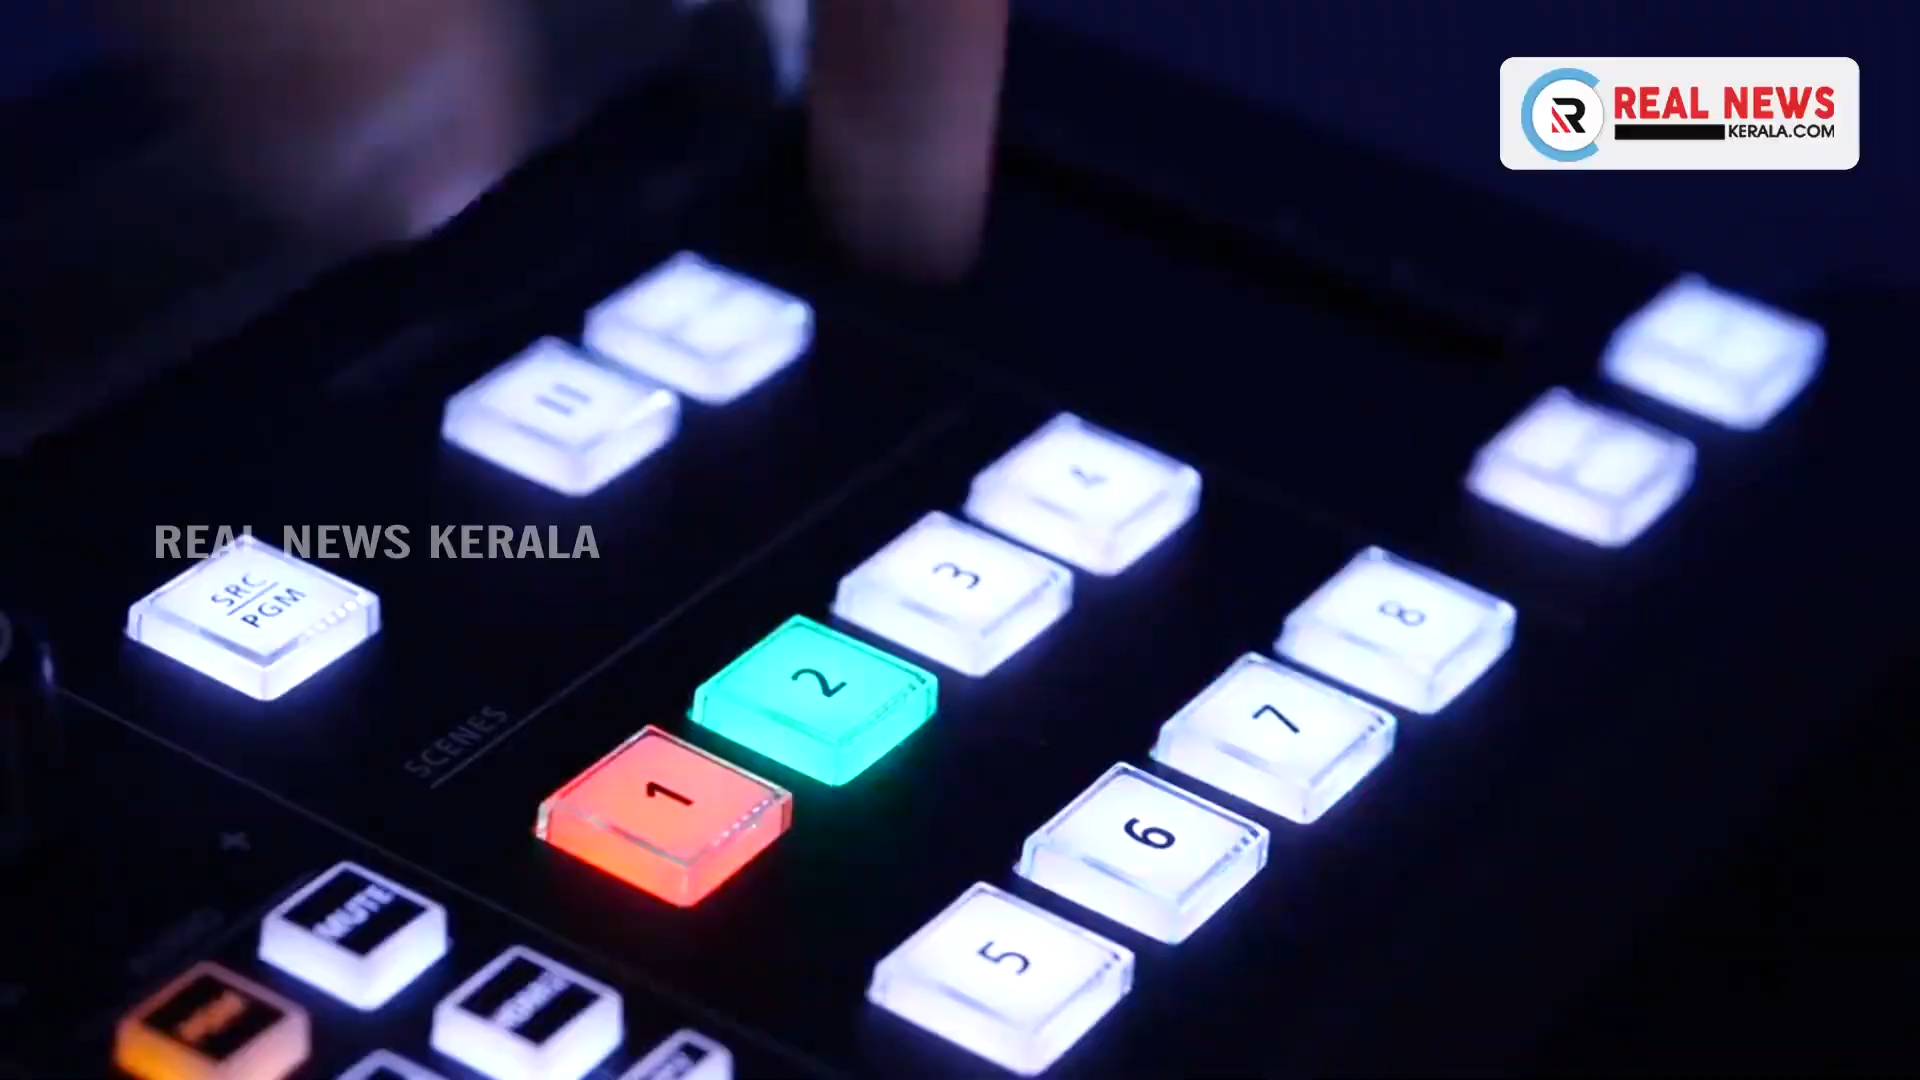 REAL NEWS
KERALA.COM
REAL NEWS KERALA
SRC
PGM
SCENES
1
2
3
4
5
6
7
8
MUTE